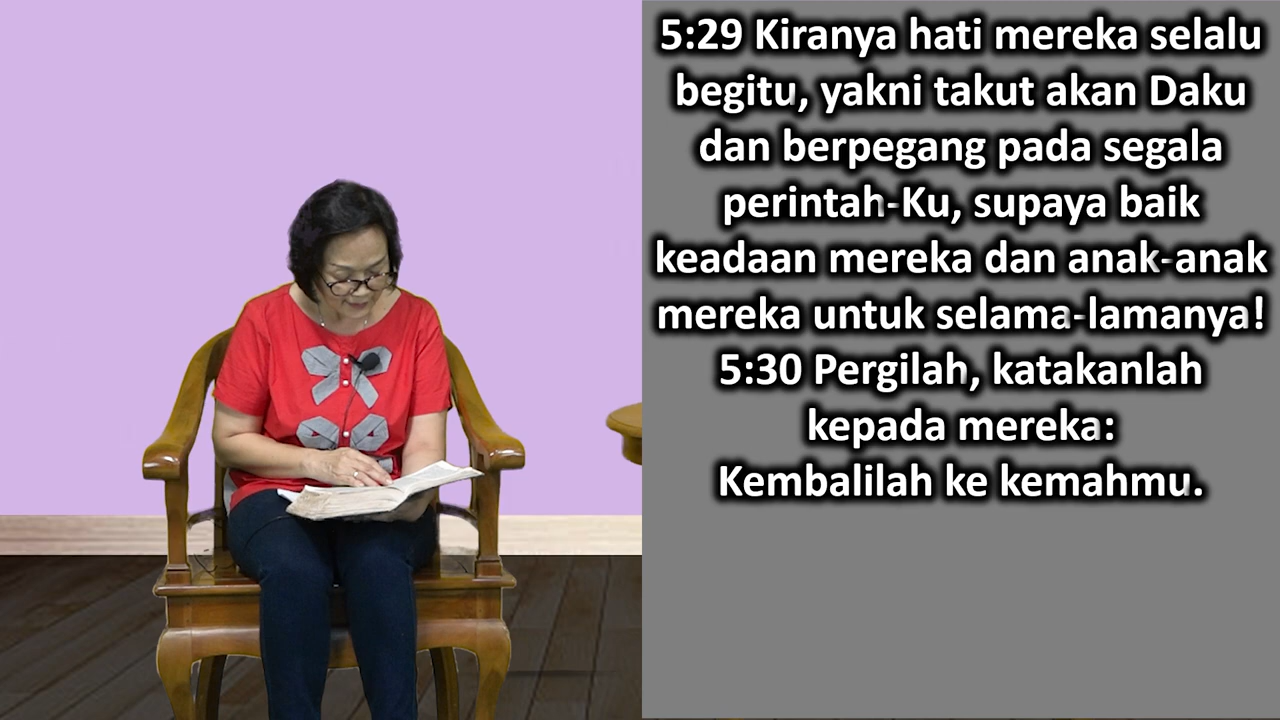 5:29 Kiranya hati mereka selalu
begitu, yakni takut akan Daku
dan berpegang pada segala
perintah-Ku, supaya baik
keadaan mereka dan anak-anak
mereka untuk selama-lamanya!
5:30 Pergilah, katakanlah
kepada mereka:
Kembalilah ke kemahmu.